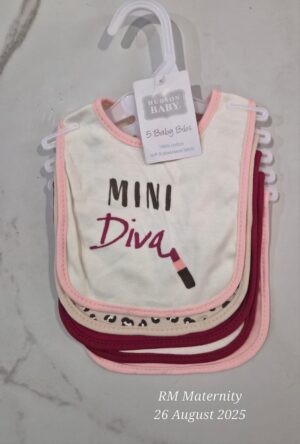 HUDSON
BABY
5 Baby Bibs
MINI
Diva
RM Maternity
26 August 2025